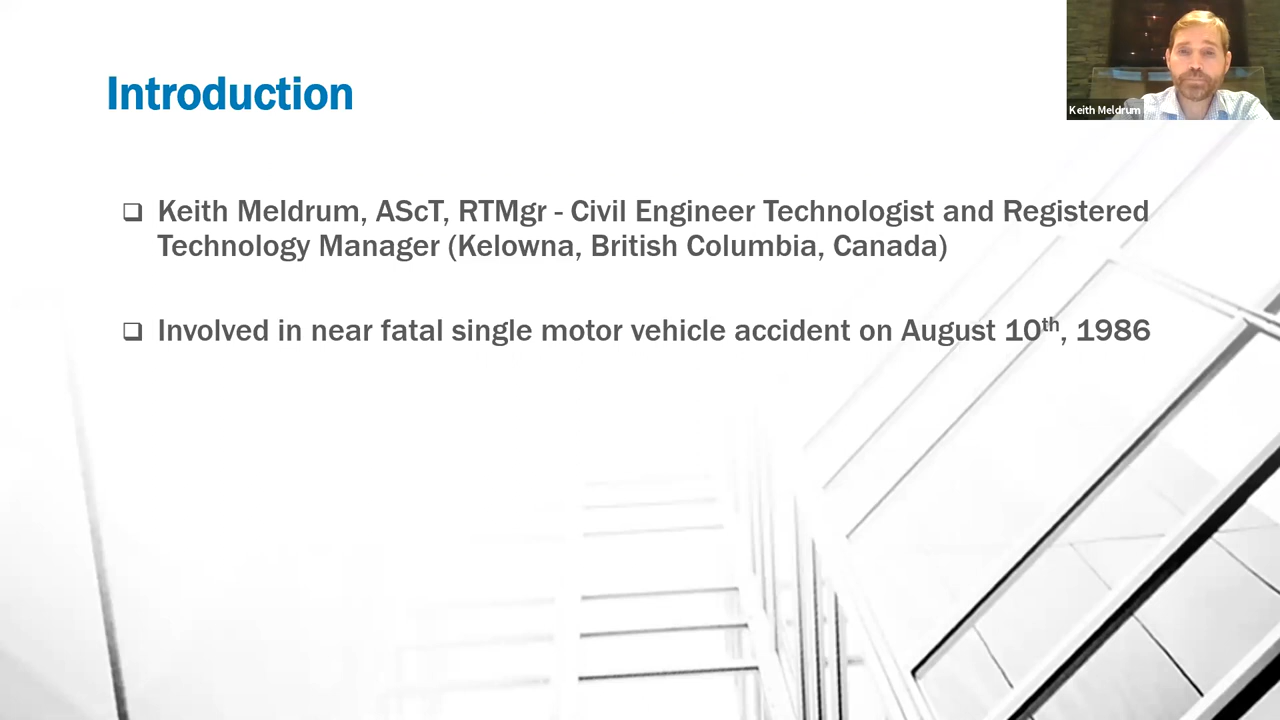 Introduction
Keith Meldrum
Keith Meldrum, AScT, RTMgr - Civil Engineer Technologist and Registered
Technology Manager (Kelowna, British Columbia, Canada)
Involved in near fatal single motor vehicle accident on August 10th, 1986